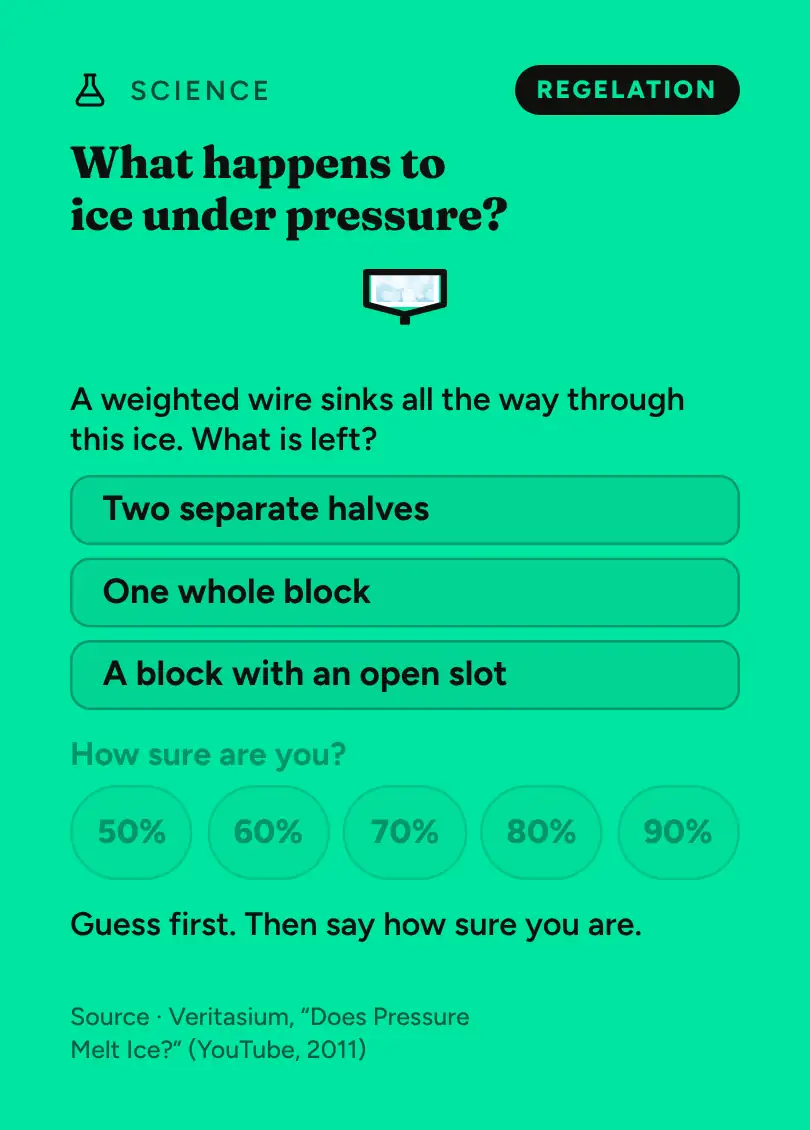 SCIENCE
REGELATION
What happens to
ice under pressure?
A weighted wire sinks all the way through
this ice. What is left?
Two separate halves
One whole block
A block with an open slot
How sure are you?
50%
60%
70%
80%
90%
Guess first. Then say how sure you are.
Source · Veritasium, “Does Pressure
Melt Ice?” (YouTube, 2011)